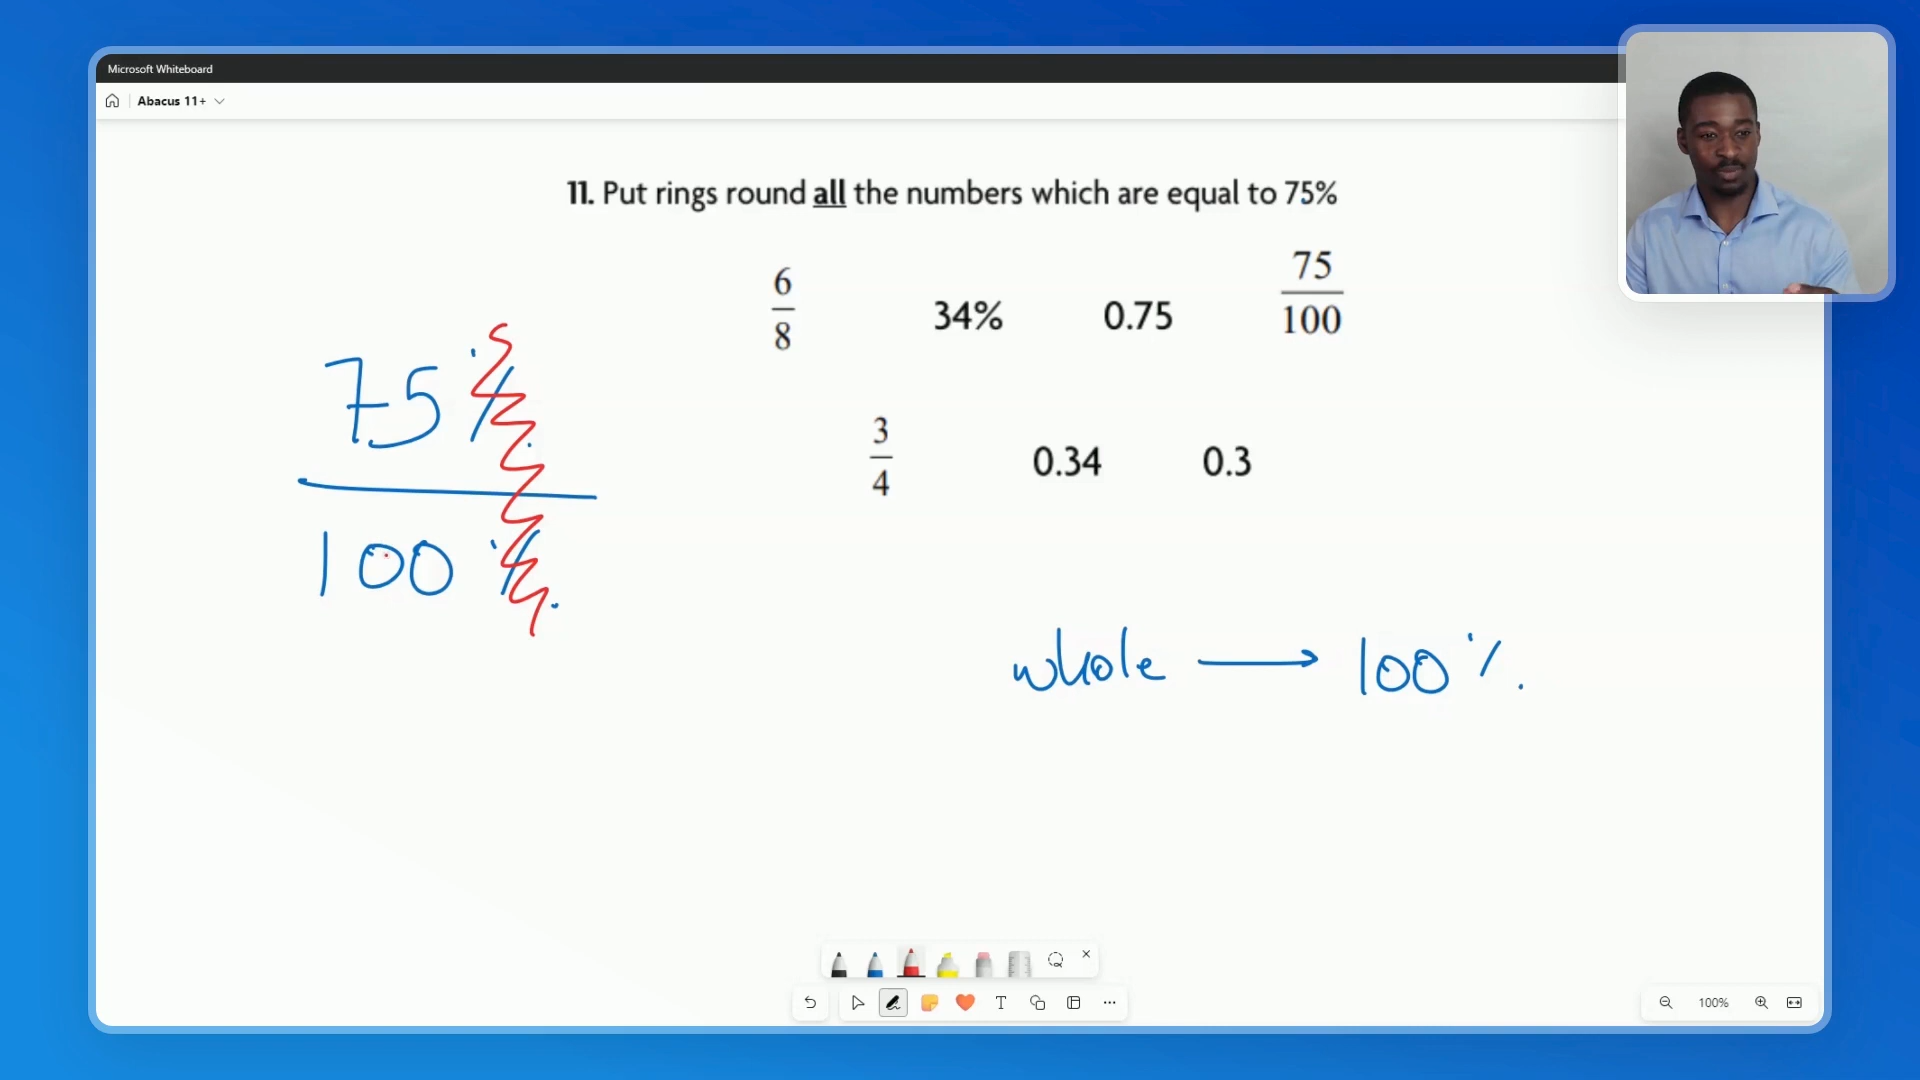 Microsoft Whiteboard
Abacus 11+
11. Put rings round all the numbers which are equal to 75%
6/8 34% 0.75 75/100
3/4 0.34 0.3
75%
100%
whole → 100%
T
100%